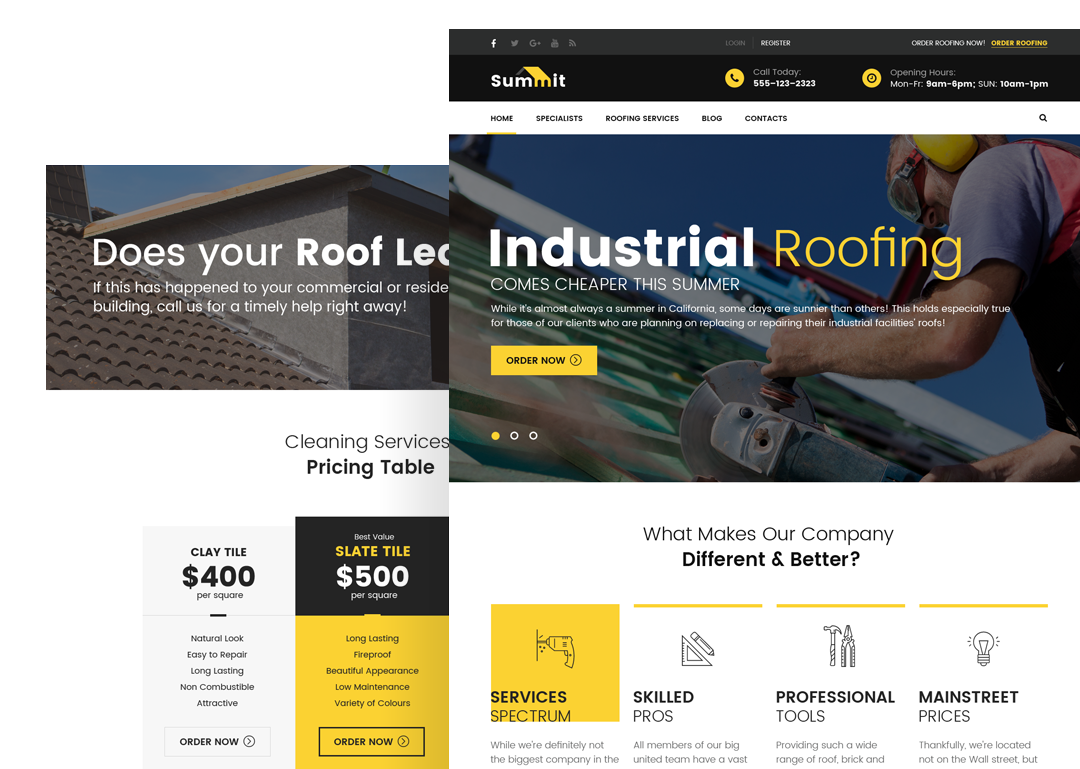 LOGIN
REGISTER
ORDER ROOFING NOW! ORDER ROOFING
Summit
Call Today:
555–123–2323
Opening Hours:
Mon-Fr: 9am-6pm; SUN: 10am-1pm
HOME
SPECIALISTS
ROOFING SERVICES
BLOG
CONTACTS
Does your Roof Lea
If this has happened to your commercial or reside
building, call us for a timely help right away!
Industrial Roofing
COMES CHEAPER THIS SUMMER
While it's almost always a summer in California, some days are sunnier than others! This holds especially true
for those of our clients who are planning on replacing or repairing their industrial facilities' roofs!
ORDER NOW
Cleaning Services
Pricing Table
CLAY TILE
$400
per square
Natural Look
Easy to Repair
Long Lasting
Non Combustible
Attractive
ORDER NOW
Best Value
SLATE TILE
$500
per square
Long Lasting
Fireproof
Beautiful Appearance
Low Maintenance
Variety of Colours
ORDER NOW
What Makes Our Company
Different & Better?
SERVICES
SPECTRUM
While we're definitely not
the biggest company in the
SKILLED
PROS
All members of our big
united team have a vast
PROFESSIONAL
TOOLS
Providing such a wide
range of roof, brick and
MAINSTREET
PRICES
Thankfully, we're located
not on the Wall street, but